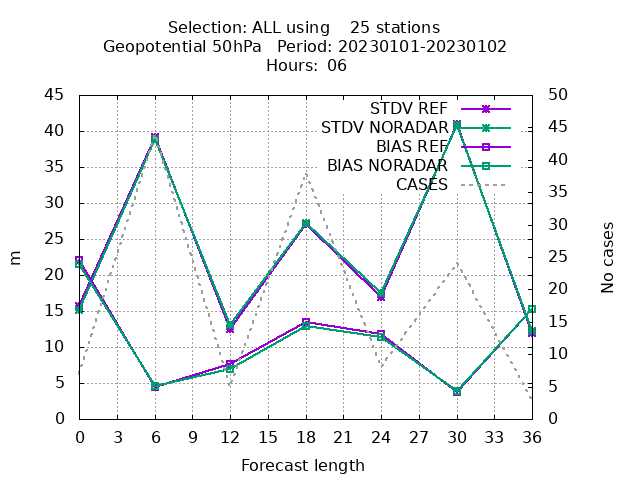 Selection: ALL using    25 stations
Geopotential 50hPa   Period: 20230101-20230102
Hours: 06
STDV REF
STDV NORADAR
BIAS REF
BIAS NORADAR
CASES
45
40
35
30
25
20
15
10
5
0
m
50
45
40
35
30
25
20
15
10
5
0
No cases
0 3 6 9 12 15 18 21 24 27 30 33 36
Forecast length